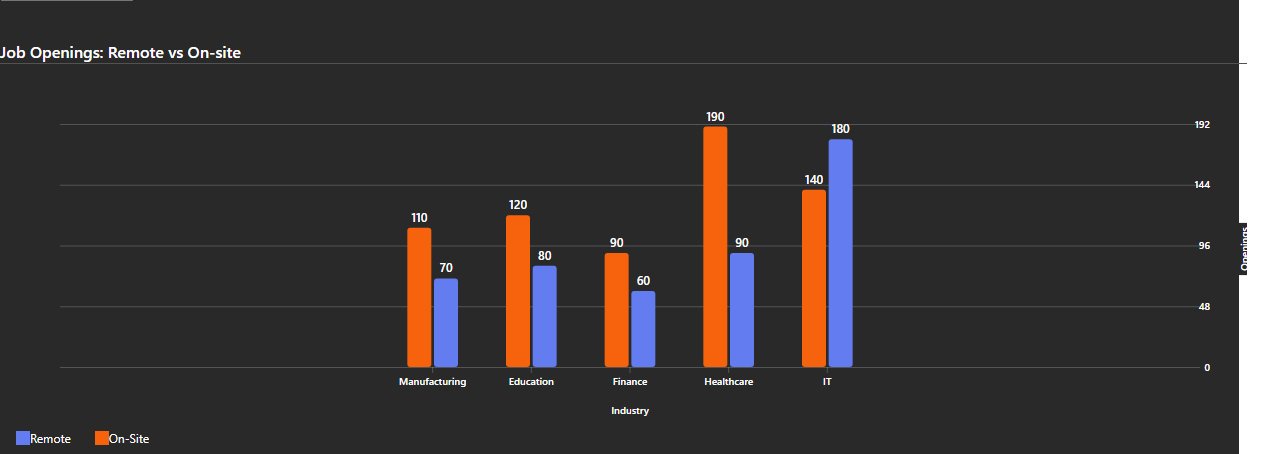 Job Openings: Remote vs On-site
190
192
180
140
144
120
110
90
96
90
80
70
60
48
0
Manufacturing
Education
Finance
Healthcare
IT
Industry
Openings
Remote
On-Site